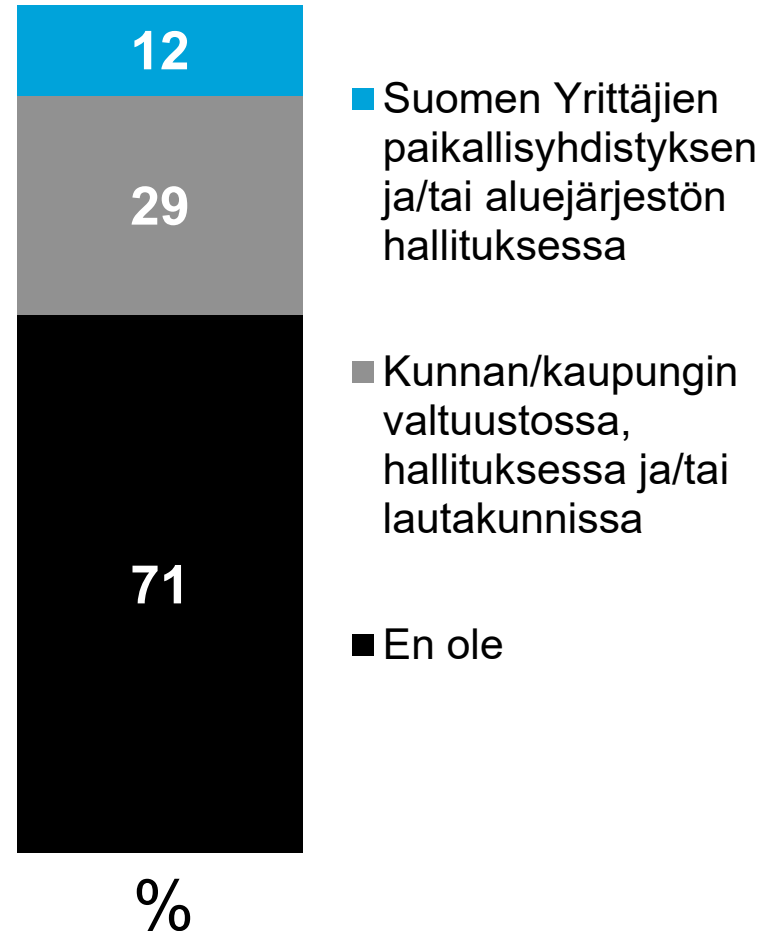 12
29
71
%
Suomen Yrittäjien
paikallisyhdistyksen
ja/tai aluejärjestön
hallituksessa
Kunnan/kaupungin
valtuustossa,
hallituksessa ja/tai
lautakunnissa
En ole